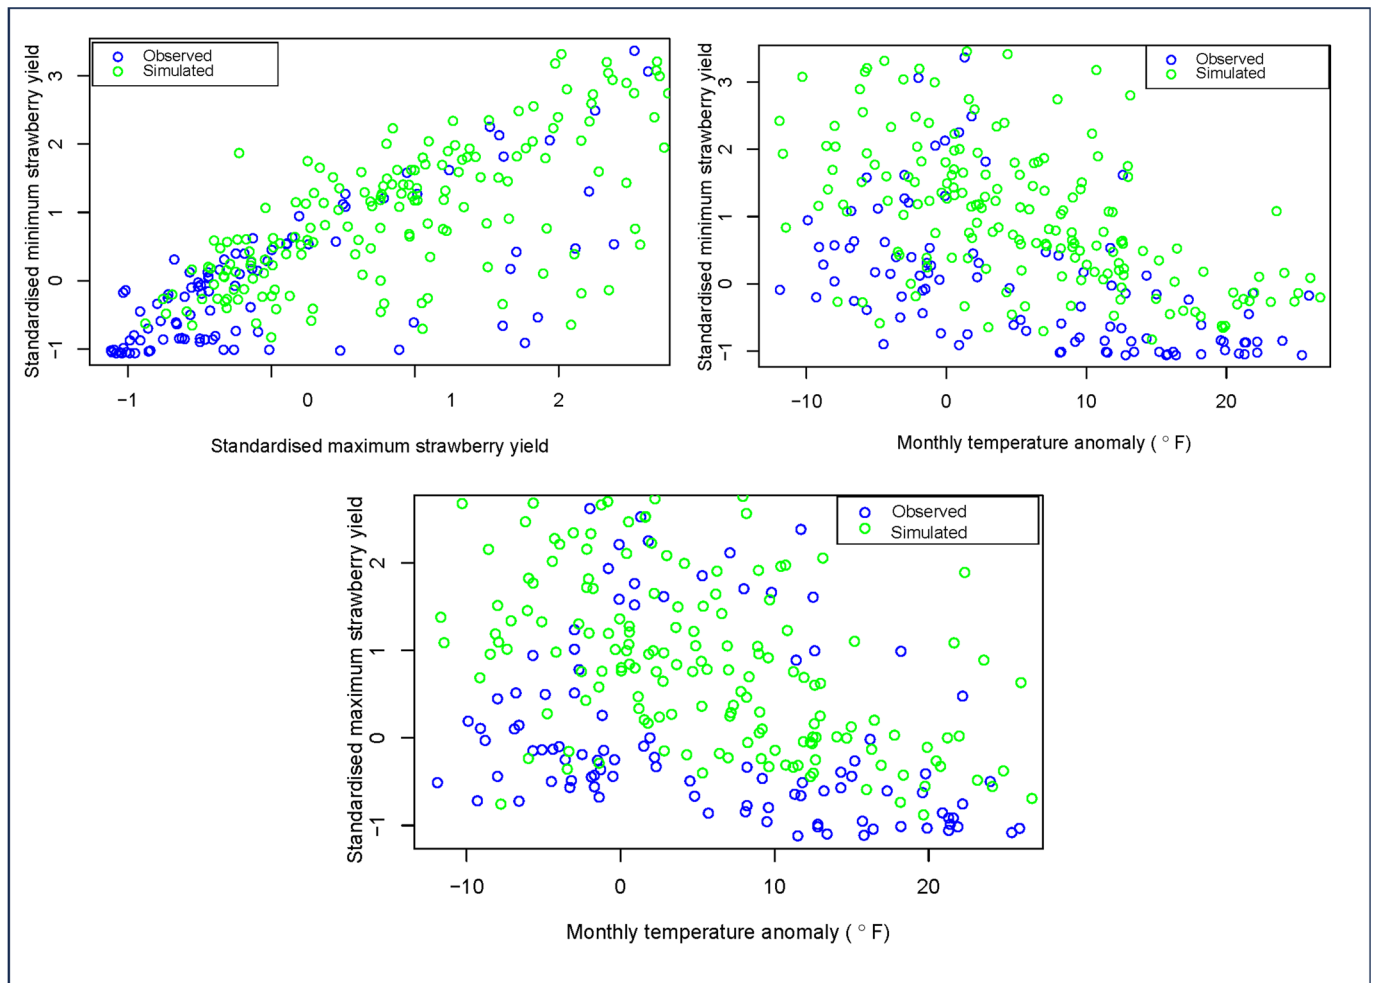 Observed
Simulated
Standardised minimum strawberry yield
3
2
1
0
−1
−1 0 1 2
Standardised maximum strawberry yield
Observed
Simulated
Standardised minimum strawberry yield
3
2
1
0
−1
−10 0 10 20
Monthly temperature anomaly ( ° F)
Observed
Simulated
Standardised maximum strawberry yield
2
1
0
−1
−10 0 10 20
Monthly temperature anomaly ( ° F)